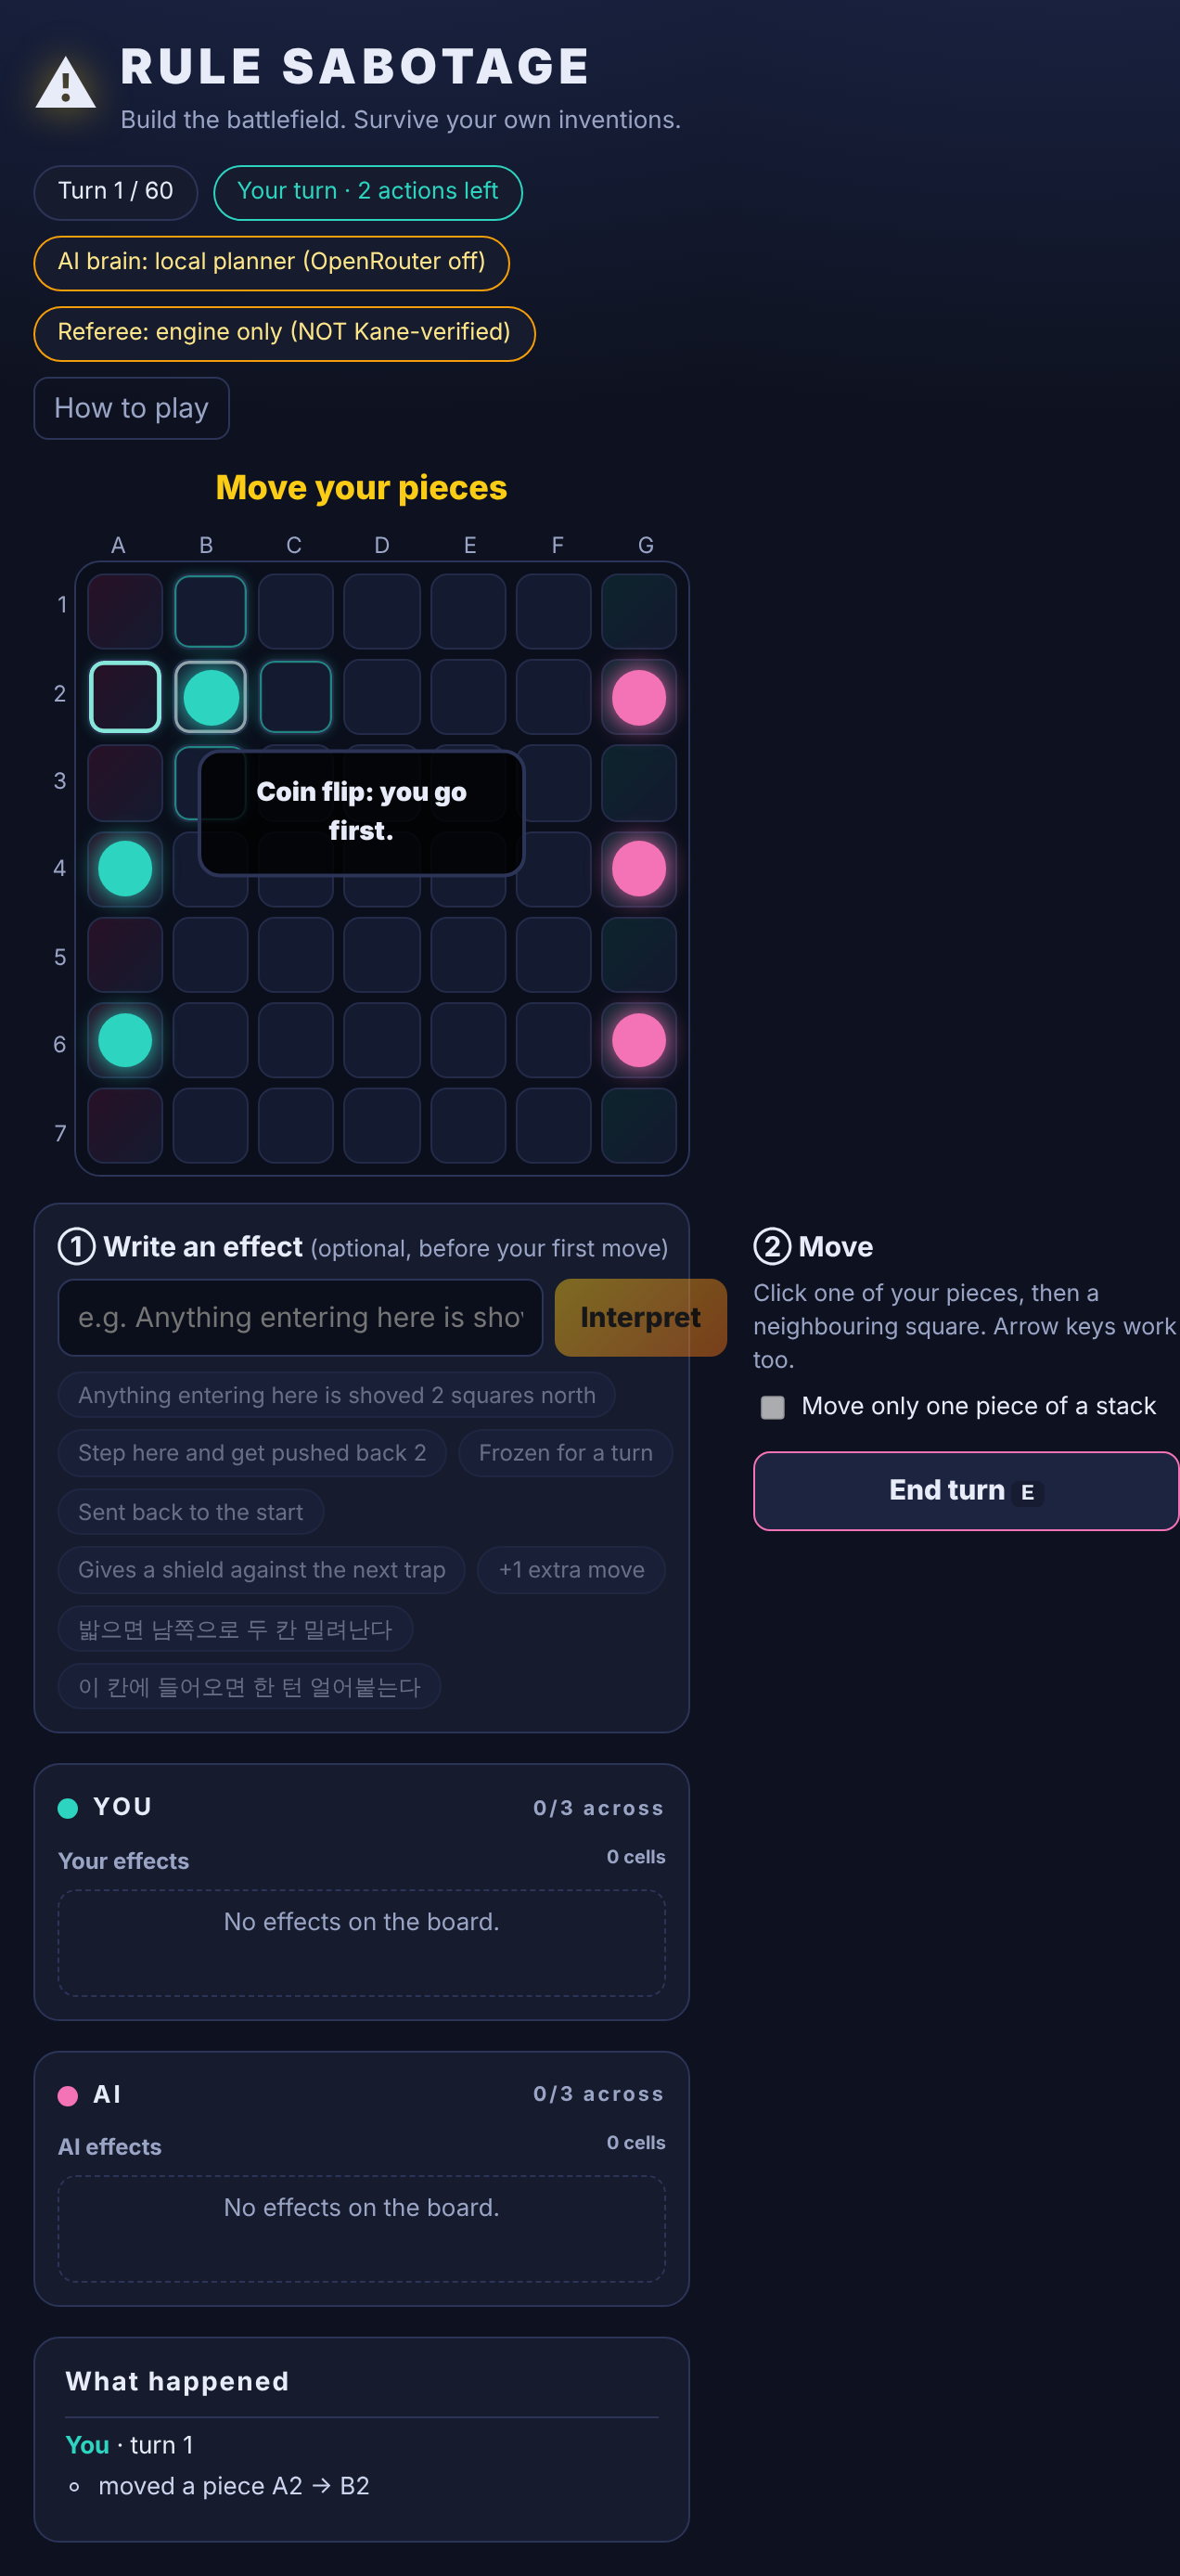 RULE SABOTAGE
Build the battlefield. Survive your own inventions.
Turn 1 / 60
Your turn · 2 actions left
AI brain: local planner (OpenRouter off)
Referee: engine only (NOT Kane-verified)
How to play
Move your pieces
A B C D E F G
1
2
3
Coin flip: you go
first.
4
5
6
7
① Write an effect (optional, before your first move)
e.g. Anything entering here is
Interpret
Anything entering here is shoved 2 squares north
Step here and get pushed back 2
Frozen for a turn
Sent back to the start
Gives a shield against the next trap
+1 extra move
밟으면 남쪽으로 두 칸 밀려난다
이 칸에 들어오면 한 턴 얼어붙는다
② Move
Click one of your pieces, then a
neighbouring square. Arrow keys work
too.
Move only one piece of a stack
End turn E
YOU
0/3 across
Your effects
0 cells
No effects on the board.
AI
0/3 across
AI effects
0 cells
No effects on the board.
What happened
You · turn 1
moved a piece A2 → B2